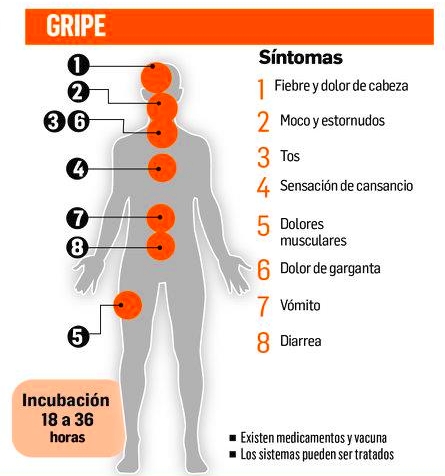 GRIPE
Síntomas
1 Fiebre y dolor de cabeza
2 Moco y estornudos
3 Tos
4 Sensación de cansancio
5 Dolores
musculares
6 Dolor de garganta
7 Vómito
8 Diarrea
1
2
3 6
4
7
8
5
Incubación
18 a 36
horas
■ Existen medicamentos y vacuna
■ Los sistemas pueden ser tratados